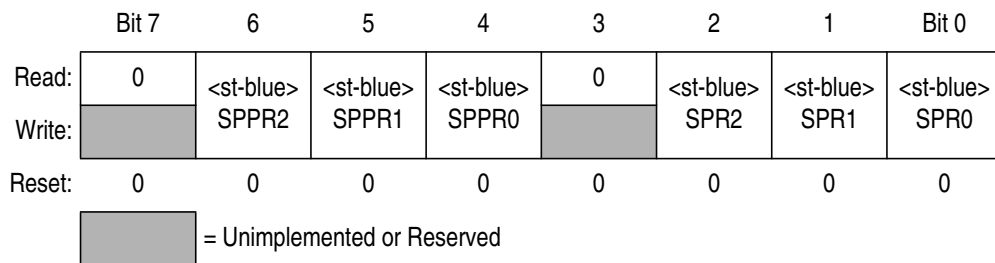 Bit 7 6 5 4 3 2 1 Bit 0
Read: 0 <st-blue> SPPR2 <st-blue> SPPR1 <st-blue> SPPR0 0 <st-blue> SPR2 <st-blue> SPR1 <st-blue> SPR0
Write:
Reset: 0 0 0 0 0 0 0 0
= Unimplemented or Reserved